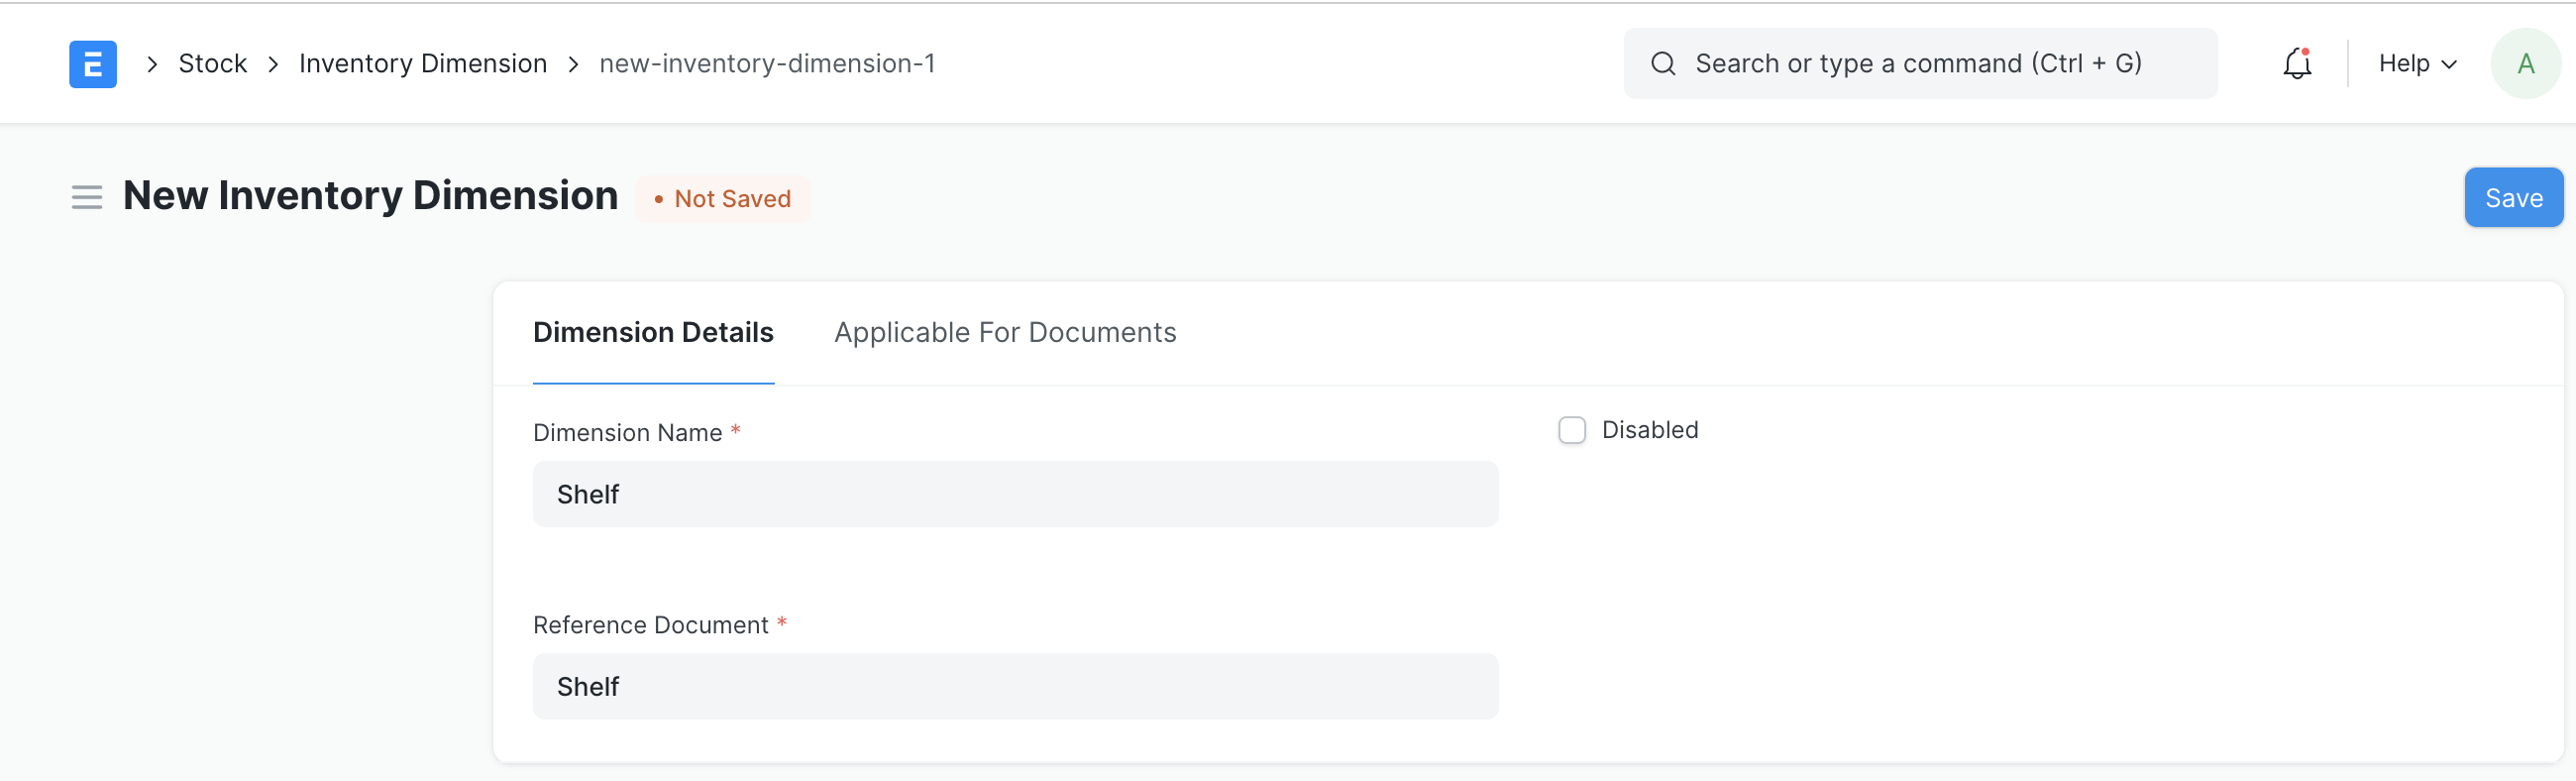 E > Stock > Inventory Dimension > new-inventory-dimension-1 Search or type a command (Ctrl + G) Help A
New Inventory Dimension • Not Saved Save
Dimension Details Applicable For Documents
Dimension Name * Disabled
Shelf
Reference Document *
Shelf